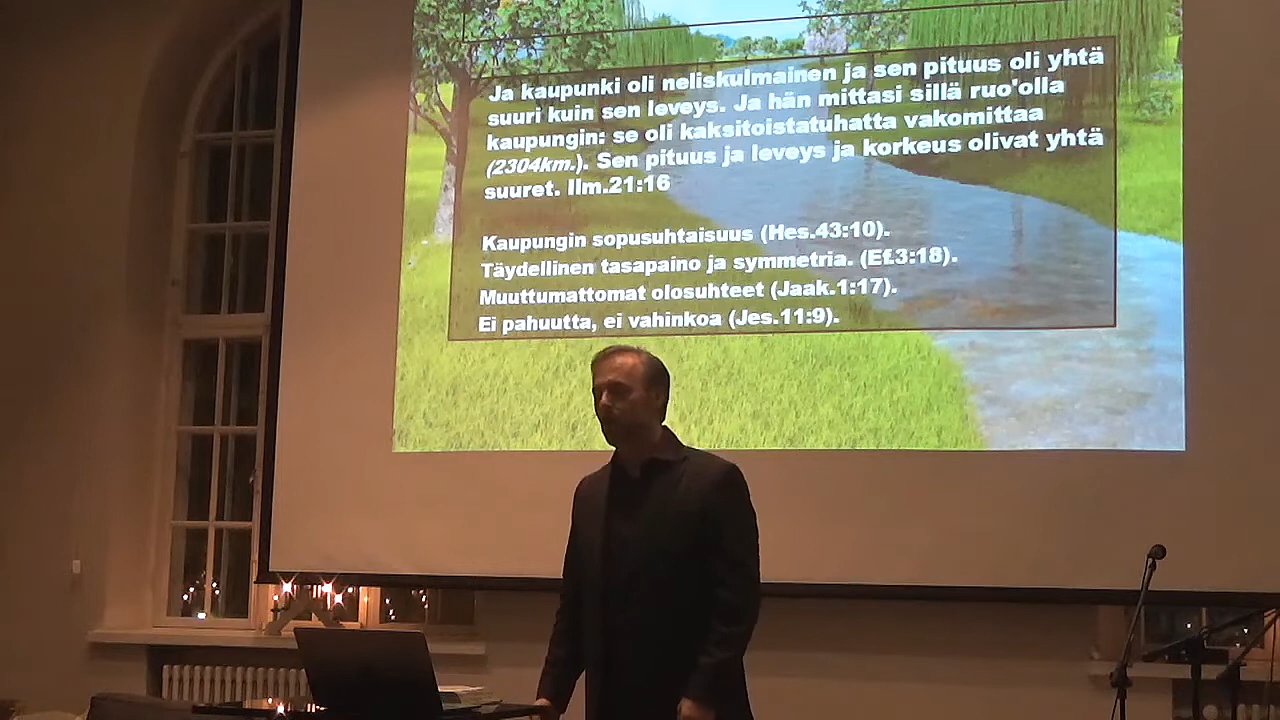 Ja kaupunki oli neliskulmainen ja sen pituus oli yhtä
suuri kuin sen leveys. Ja hän mittasi sillä ruo'olla
kaupungin: se oli kaksitoistatuhatta vakomittaa
(2304km.). Sen pituus ja leveys ja korkeus olivat yhtä
suuret. Ilm.21:16
Kaupungin sopusuhtaisuus (Hes.43:10).
Täydellinen tasapaino ja symmetria. (Ef.3:18).
Muuttumattomat olosuhteet (Jaak.1:17).
Ei pahuutta, ei vahinkoa (Jes.11:9).